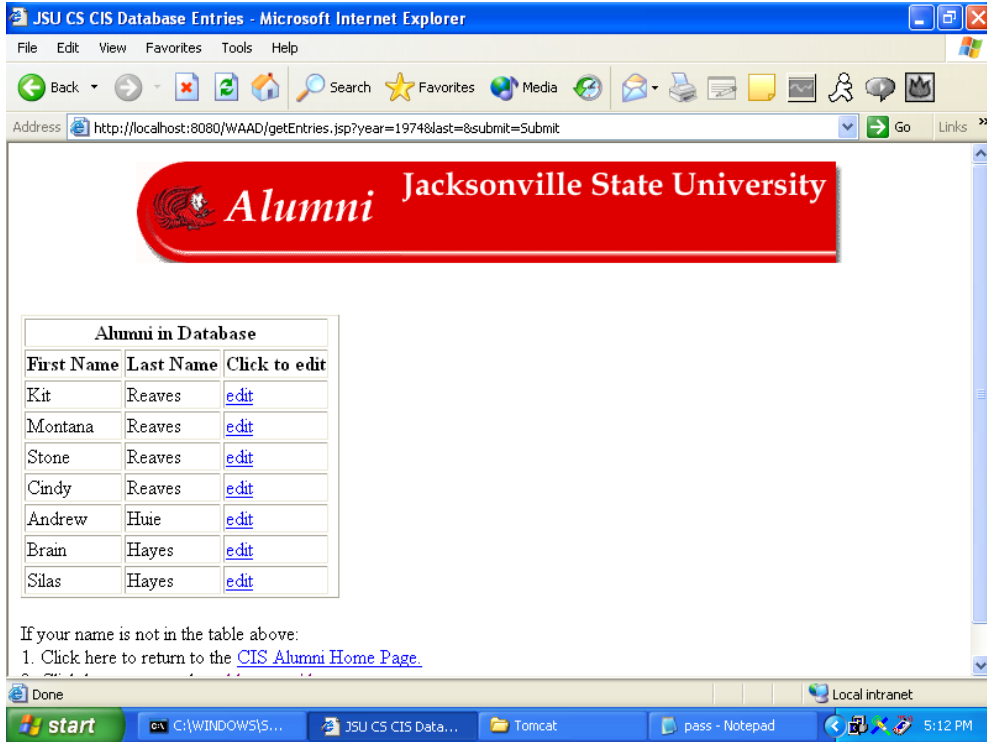 JSU CS CIS Database Entries - Microsoft Internet Explorer
File Edit View Favorites Tools Help
Back Search Favorites Media
Address http://localhost:8080/WAAD/getEntries.jsp?year=1974&last=&submit=Submit Go Links »
Alumni Jacksonville State University
Alumni in Database
First Name Last Name Click to edit
Kit Reaves edit
Montana Reaves edit
Stone Reaves edit
Cindy Reaves edit
Andrew Huie edit
Brain Hayes edit
Silas Hayes edit
If your name is not in the table above:
1. Click here to return to the CIS Alumni Home Page.
Done Local intranet
start C:\WINDOWS\S... JSU CS CIS Data... Tomcat pass - Notepad 5:12 PM